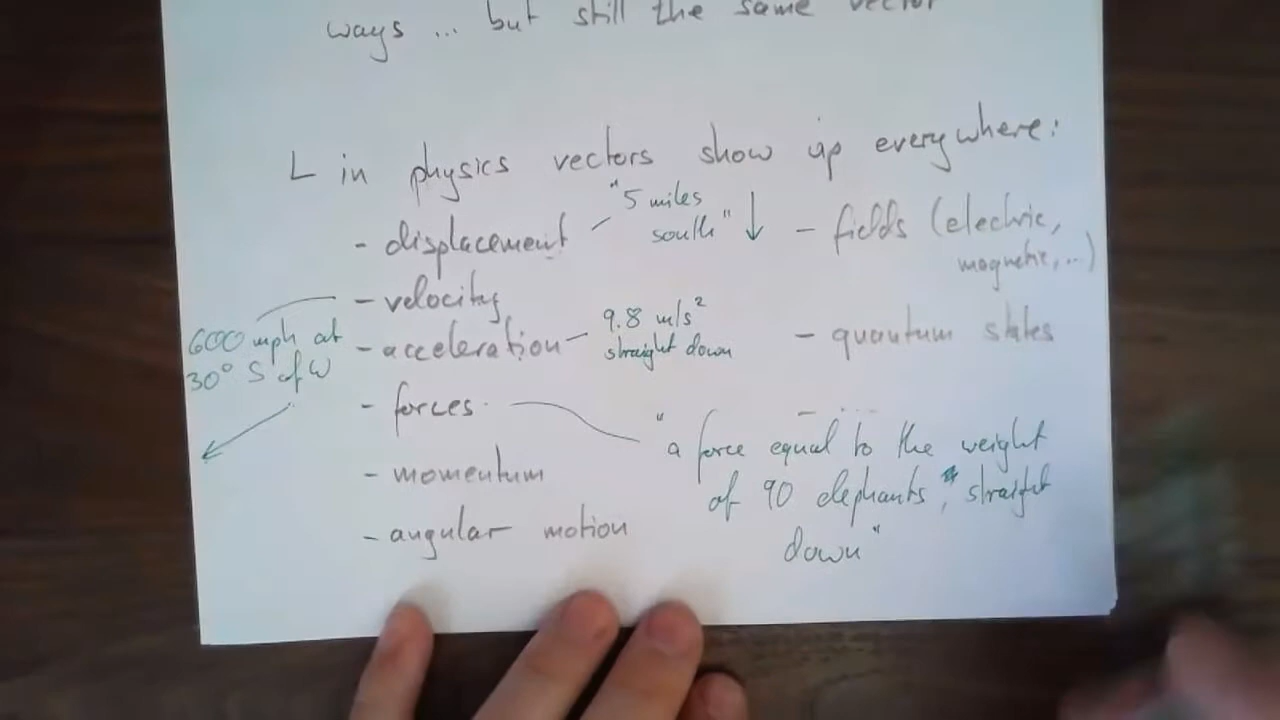 ways ... but still the same vector
L in physics vectors show up everywhere:
- displacement
"5 miles
south" ↓
- velocity
600 mph at
30° S of W
- acceleration
9.8 m/s²
straight down
- forces
"a force equal to the weight
of 90 elephants, straight
down"
- momentum
- angular motion
- fields (electric,
magnetic, ...)
- quantum states
- ...